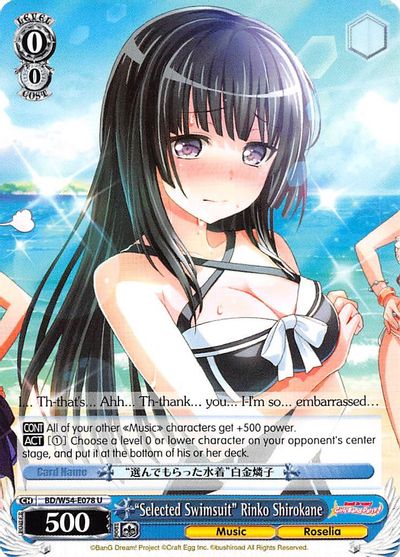 LEVEL
0
0
COST
I... Th-that's... Ahh... Th-thank... you... I-I'm so... embarrassed...
CONT All of your other «Music» characters get +500 power.
ACT [①] Choose a level 0 or lower character on your opponent's center
stage, and put it at the bottom of his or her deck.
Card Name “選んでもらった水着”白金燐子
CH BD/W54-E078 U
POWER 500 “Selected Swimsuit” Rinko Shirokane
Music Roselia
©BanG Dream! Project ©Craft Egg Inc. ©bushiroad All Rights Reserved.